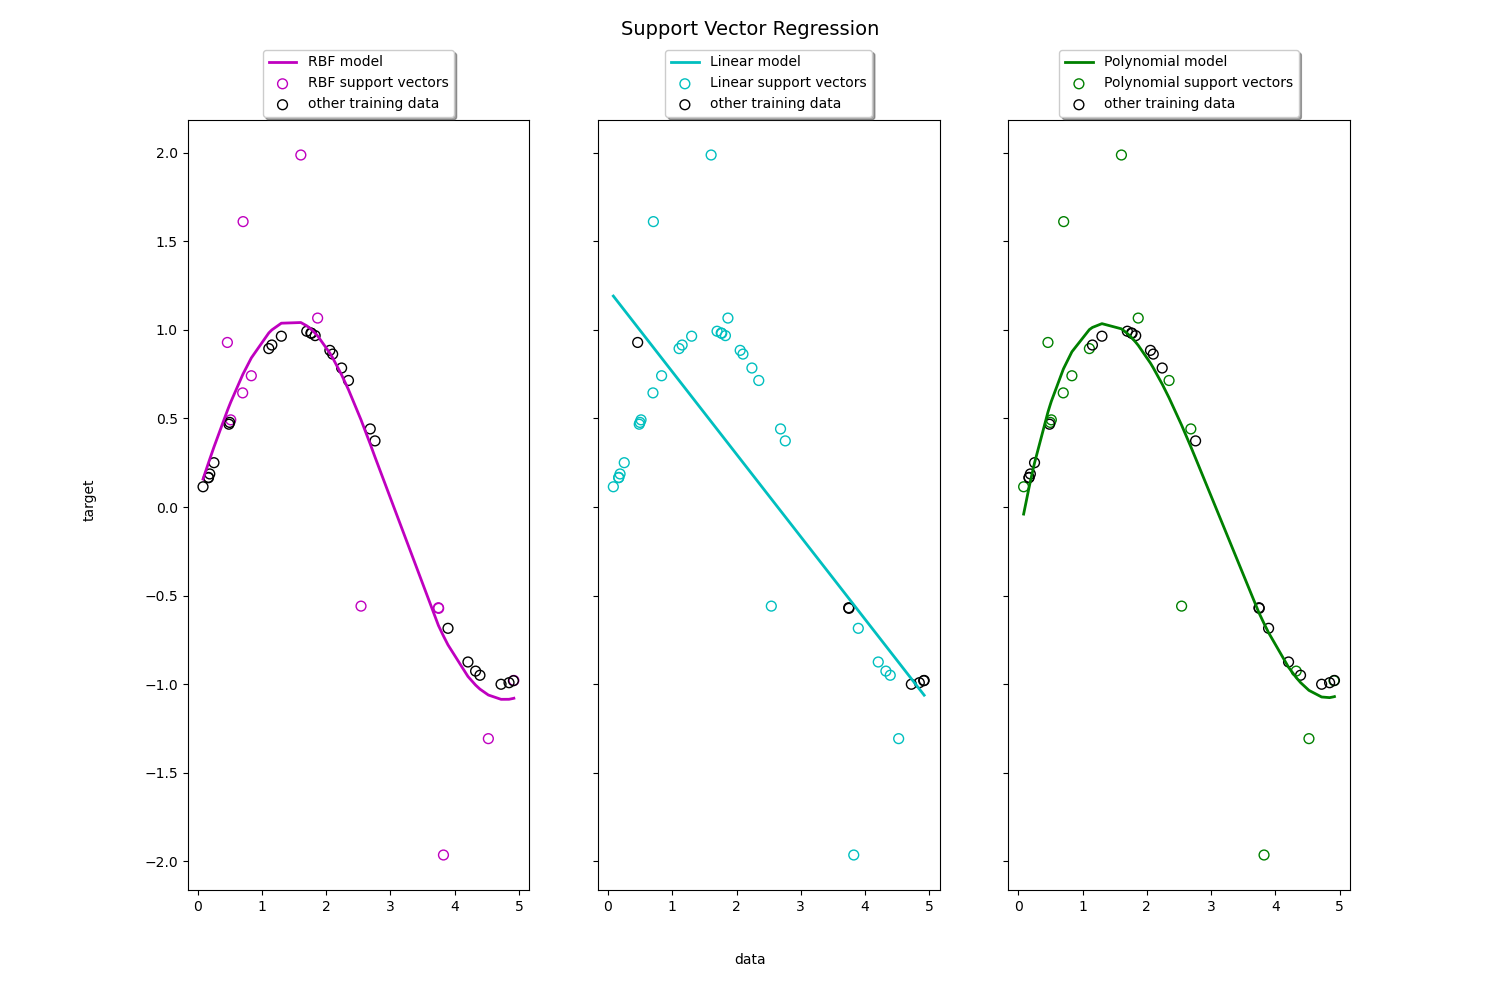 Support Vector Regression
RBF model
RBF support vectors
other training data
Linear model
Linear support vectors
other training data
Polynomial model
Polynomial support vectors
other training data
target
2.0
1.5
1.0
0.5
0.0
−0.5
−1.0
−1.5
−2.0
0 1 2 3 4 5
0 1 2 3 4 5
0 1 2 3 4 5
data